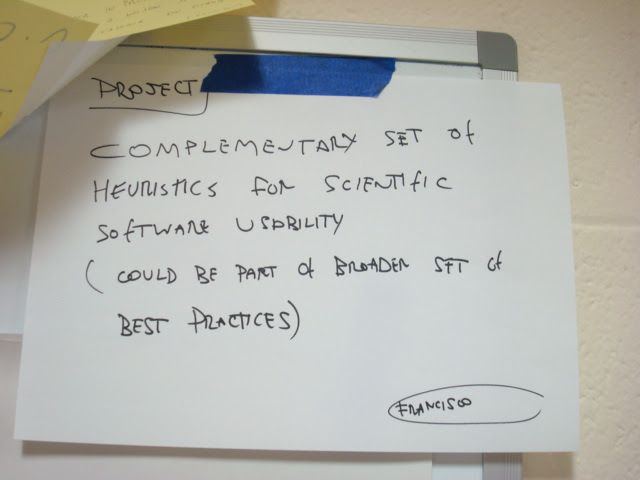 PROJECT
COMPLEMENTARY SET OF
HEURISTICS FOR SCIENTIFIC
SOFTWARE USABILITY
( COULD BE PART OF BROADER SET OF
BEST PRACTICES)
FRANCISCO